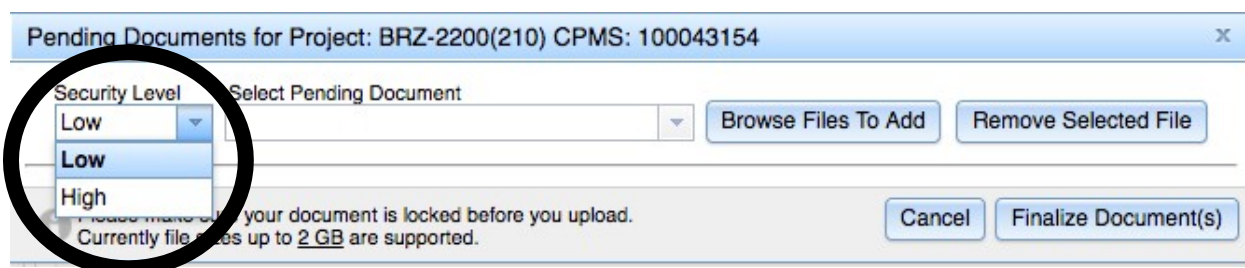 Pending Documents for Project: BRZ-2200(210) CPMS: 100043154 x
Security Level Select Pending Document
Low Browse Files To Add Remove Selected File
Low
High
your document is locked before you upload.
Currently file sizes up to 2 GB are supported.
Cancel Finalize Document(s)